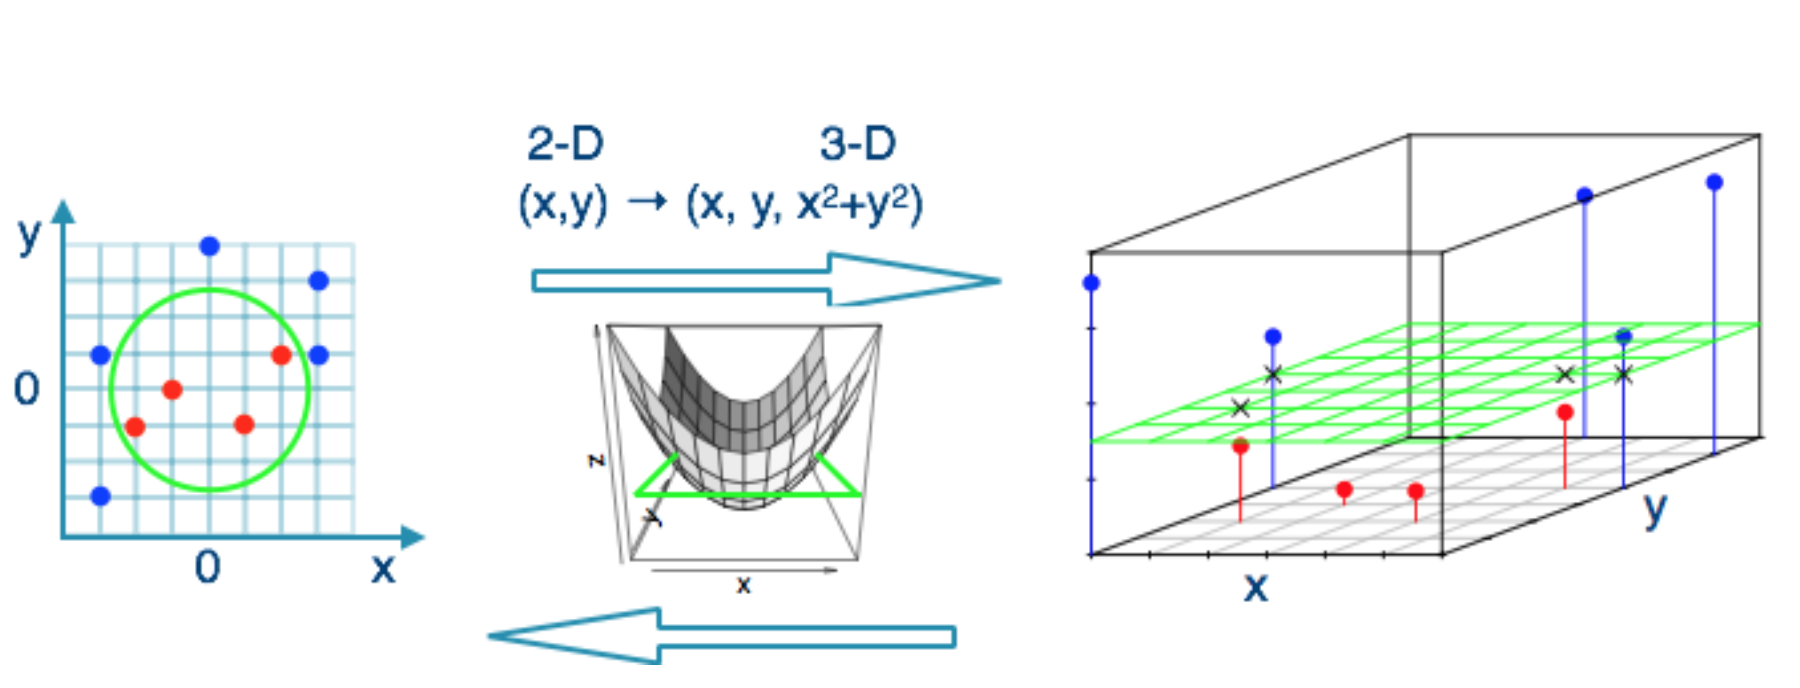 y
0
0
x
2-D 3-D
(x,y) → (x, y, x²+y²)
z
y
x
x
y